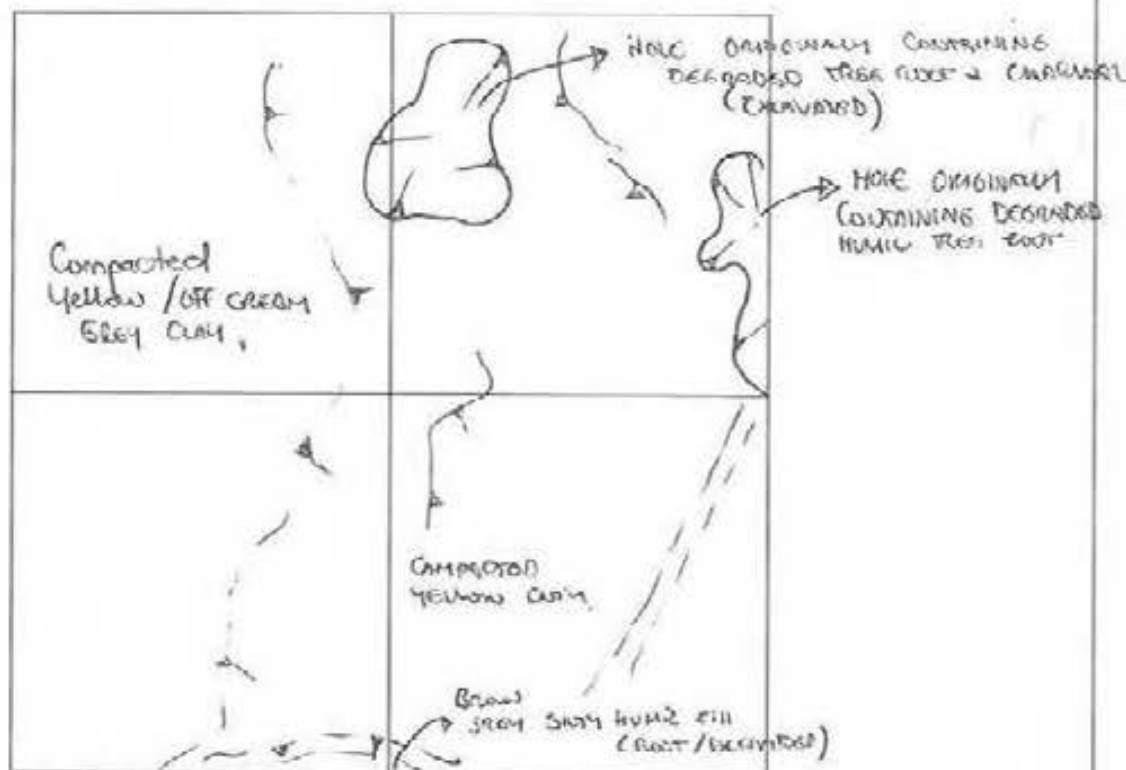 HOLE ORIGINALLY CONTAINING
DEGRADED TREE ROOT & CHARCOAL
(EXCAVATED)
HOLE ORIGINALLY
CONTAINING DEGRADED
HUMIC TREE ROOT
Compacted
Yellow / OFF CREAM
GREY CLAY.
COMPACTED
YELLOW CLAY
BROWN
GREY SILTY HUMIC FILL
(ROOT /